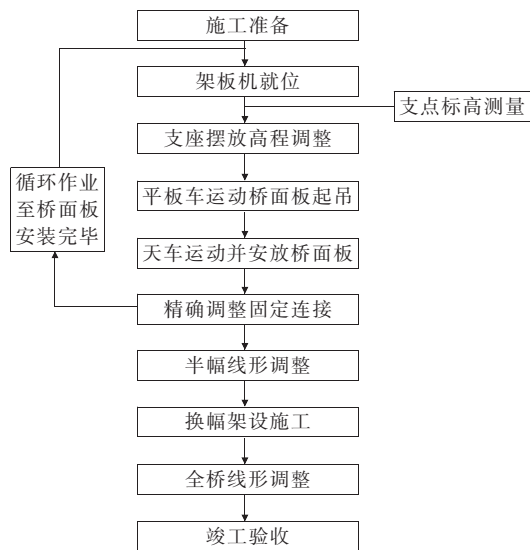 施工准备
架板机就位
支点标高测量
支座摆放高程调整
循环作业
至桥面板
安装完毕
平板车运动桥面板起吊
天车运动并安放桥面板
精确调整固定连接
半幅线形调整
换幅架设施工
全桥线形调整
竣工验收